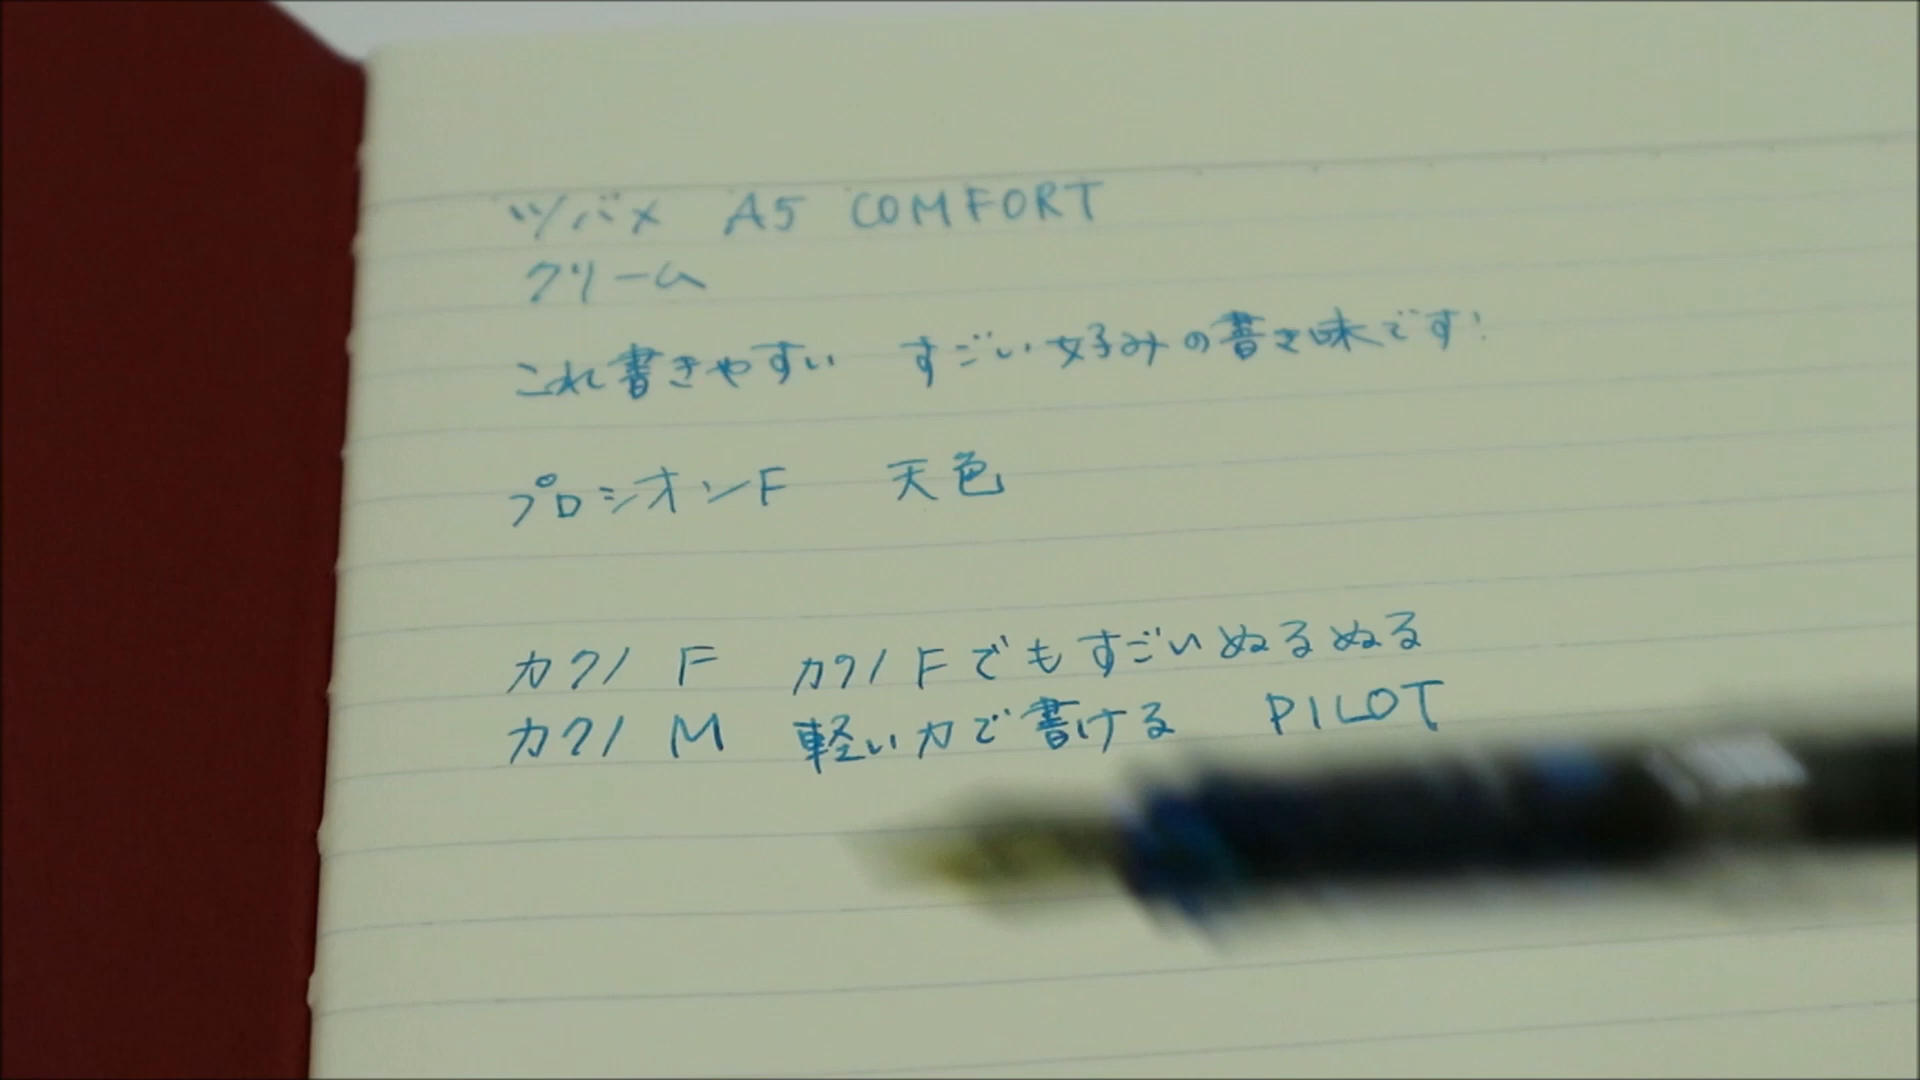 ツバメ A5 COMFORT
クリーム
これ書きやすい すごい好みの書き味です!
プロシオンF 天色
カクノ F カクノFでもすごいぬるぬる
カクノ M 軽い力で書ける PILOT